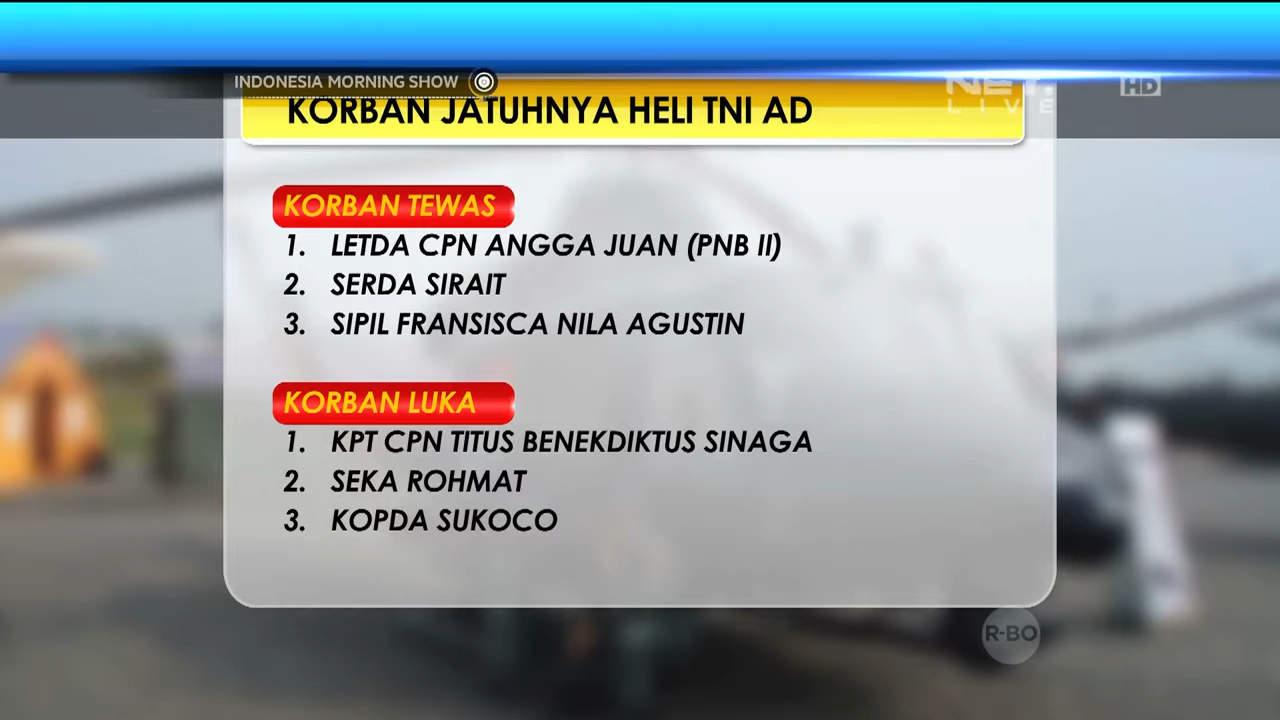 INDONESIA MORNING SHOW
NET. HD
LIVE
KORBAN JATUHNYA HELI TNI AD
KORBAN TEWAS
1. LETDA CPN ANGGA JUAN (PNB II)
2. SERDA SIRAIT
3. SIPIL FRANSISCA NILA AGUSTIN
KORBAN LUKA
1. KPT CPN TITUS BENEKDIKTUS SINAGA
2. SEKA ROHMAT
3. KOPDA SUKOCO
R-BO